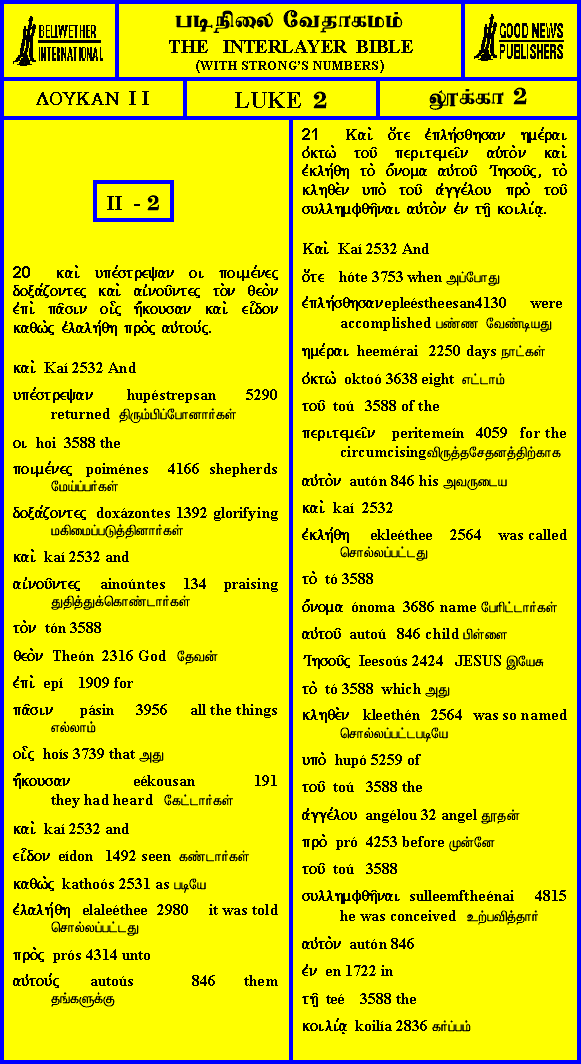 BELLWETHER
INTERNATIONAL
படிநிலை வேதாகமம்
THE INTERLAYER BIBLE
(WITH STRONG'S NUMBERS)
GOOD NEWS
PUBLISHERS
ΛΟΥΚΑΝ II
LUKE 2
லூக்கா 2
II - 2
20 καὶ υπέστρεψαν οι ποιμένες
δοξάζοντες καὶ αἰνοῦντες τὸν θεὸν
ἐπὶ πᾶσιν οἷς ἤκουσαν καὶ εἶδον
καθὼς ἐλαλήθη πρὸς αὐτούς.
καὶ Kaí 2532 And
υπέστρεψαν hupéstrepsan 5290
returned திரும்பிப்போனார்கள்
οι hoi 3588 the
ποιμένες poiménes 4166 shepherds
மேய்ப்பர்கள்
δοξάζοντες doxázontes 1392 glorifying
மகிமைப்படுத்தினார்கள்
καὶ kaí 2532 and
αἰνοῦντες ainoúntes 134 praising
துதித்துக்கொண்டார்கள்
τὸν tón 3588
θεὸν Theón 2316 God தேவன்
ἐπὶ epí 1909 for
πᾶσιν pásin 3956 all the things
எல்லாம்
οἷς hoís 3739 that அது
ἤκουσαν eékousan 191
they had heard கேட்டார்கள்
καὶ kaí 2532 and
εἶδον eídon 1492 seen கண்டார்கள்
καθὼς kathoós 2531 as படியே
ἐλαλήθη elaleéthee 2980 it was told
சொல்லப்பட்டது
πρὸς prós 4314 unto
αὐτούς autoús 846 them
தங்களுக்கு
21 Καὶ ὅτε ἐπλήσθησαν ημέραι
ὀκτὼ τοῦ περιτεμεῖν αὐτὸν καὶ
ἐκλήθη τὸ ὄνομα αὐτοῦ Ἰησοῦς, τὸ
κληθὲν υπὸ τοῦ ἀγγέλου πρὸ τοῦ
συλλημφθῆναι αὐτὸν ἐν τῇ κοιλίᾳ.
Καὶ Kaí 2532 And
ὅτε hóte 3753 when அப்போது
ἐπλήσθησαν epleéstheesan4130 were
accomplished பண்ண வேண்டியது
ημέραι heemérai 2250 days நாட்கள்
ὀκτὼ oktoó 3638 eight எட்டாம்
τοῦ toú 3588 of the
περιτεμεῖν peritemeín 4059 for the
circumcising விருத்தசேதனத்திற்காக
αὐτὸν autón 846 his அவருடைய
καὶ kaí 2532
ἐκλήθη ekleéthee 2564 was called
சொல்லப்பட்டது
τὸ tó 3588
ὄνομα ónoma 3686 name பேரிட்டார்கள்
αὐτοῦ autoú 846 child பிள்ளை
Ἰησοῦς Ieesoús 2424 JESUS இயேசு
τὸ tó 3588 which அது
κληθὲν kleethén 2564 was so named
சொல்லப்பட்டபடியே
υπὸ hupó 5259 of
τοῦ toú 3588 the
ἀγγέλου angélou 32 angel தூதன்
πρὸ pró 4253 before முன்னே
τοῦ toú 3588
συλλημφθῆναι sulleemftheénai 4815
he was conceived உற்பவித்தார்
αὐτὸν autón 846
ἐν en 1722 in
τῇ teé 3588 the
κοιλίᾳ koilía 2836 கர்ப்பம்